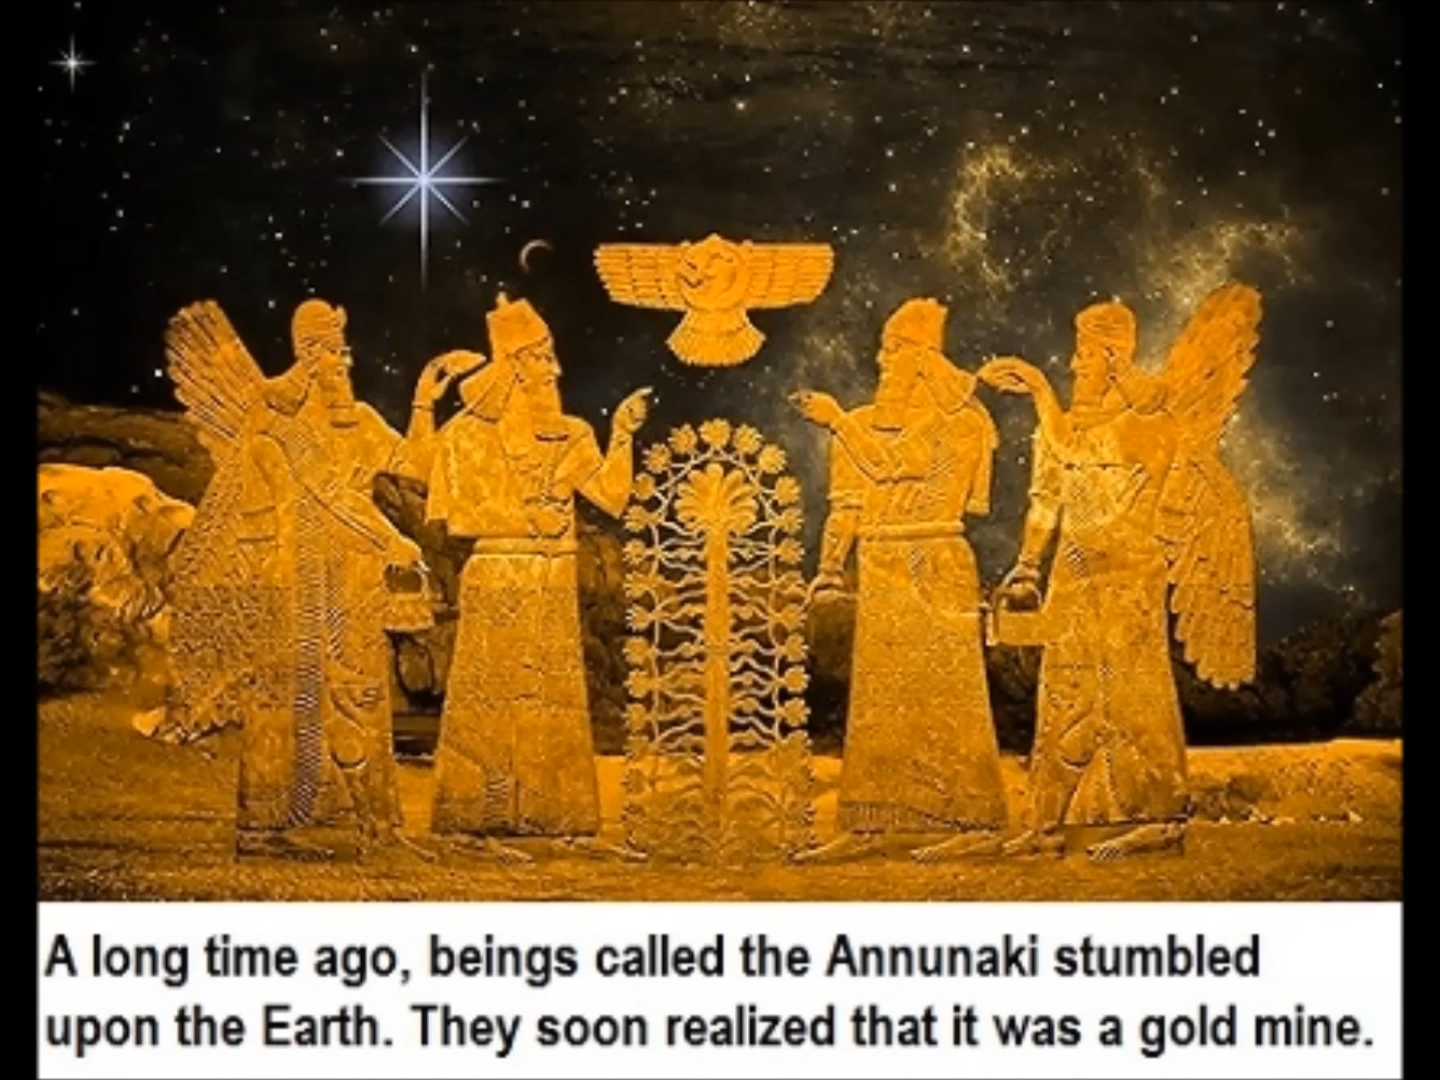 A long time ago, beings called the Annunaki stumbled
upon the Earth. They soon realized that it was a gold mine.